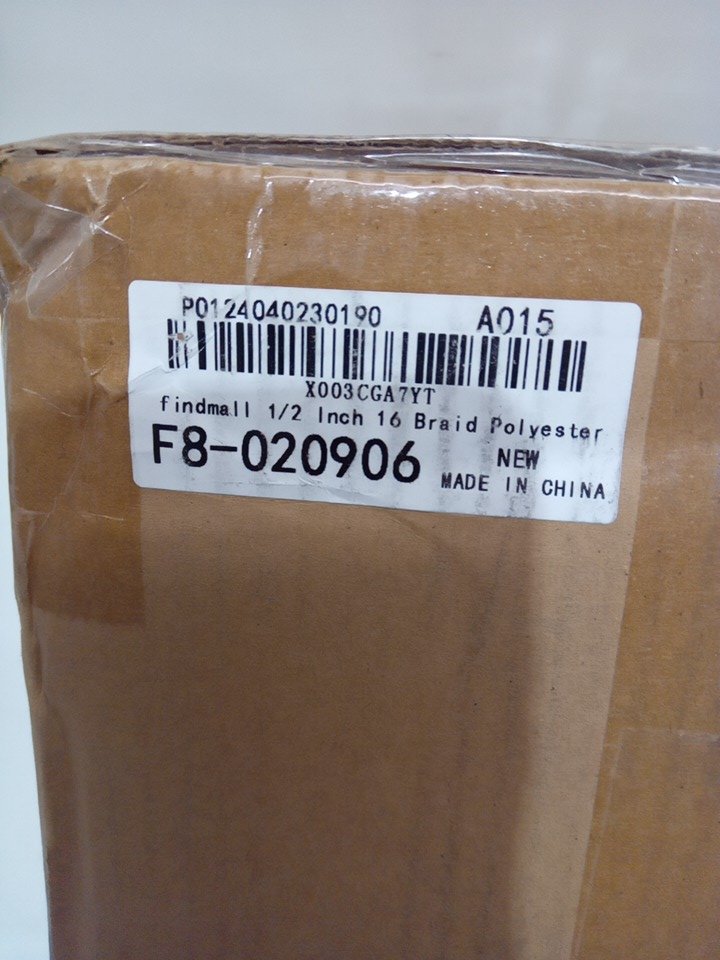 P0124040230190 A015
X003CGA7YT
findmall 1/2 Inch 16 Braid Polyester
F8-020906 NEW
MADE IN CHINA